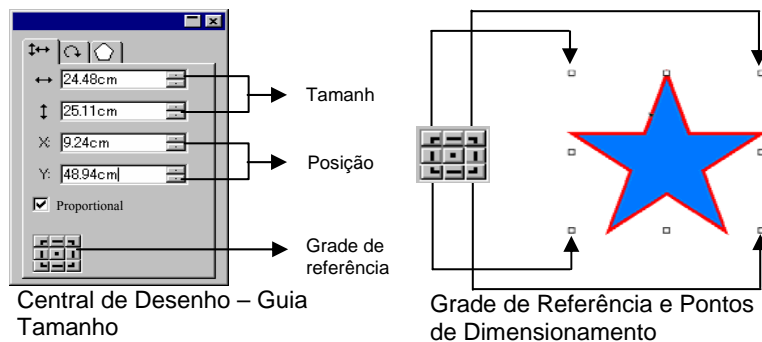 24.48cm
25.11cm
X: 9.24cm
Y: 48.94cm
Proportional
Tamanh
Posição
Grade de
referência
Central de Desenho – Guia
Tamanho
Grade de Referência e Pontos
de Dimensionamento